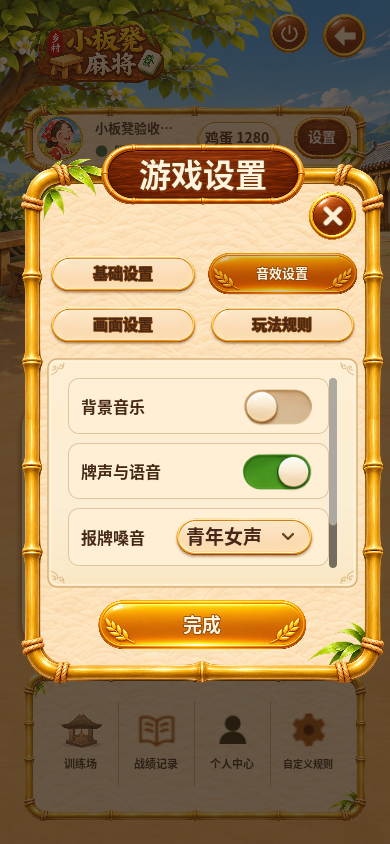 乡村
小板凳
麻将
發
小板凳验收…
鸡蛋 1280
设置
游戏设置
基础设置
音效设置
画面设置
玩法规则
背景音乐
牌声与语音
报牌嗓音
青年女声
完成
训练场
战绩记录
个人中心
自定义规则